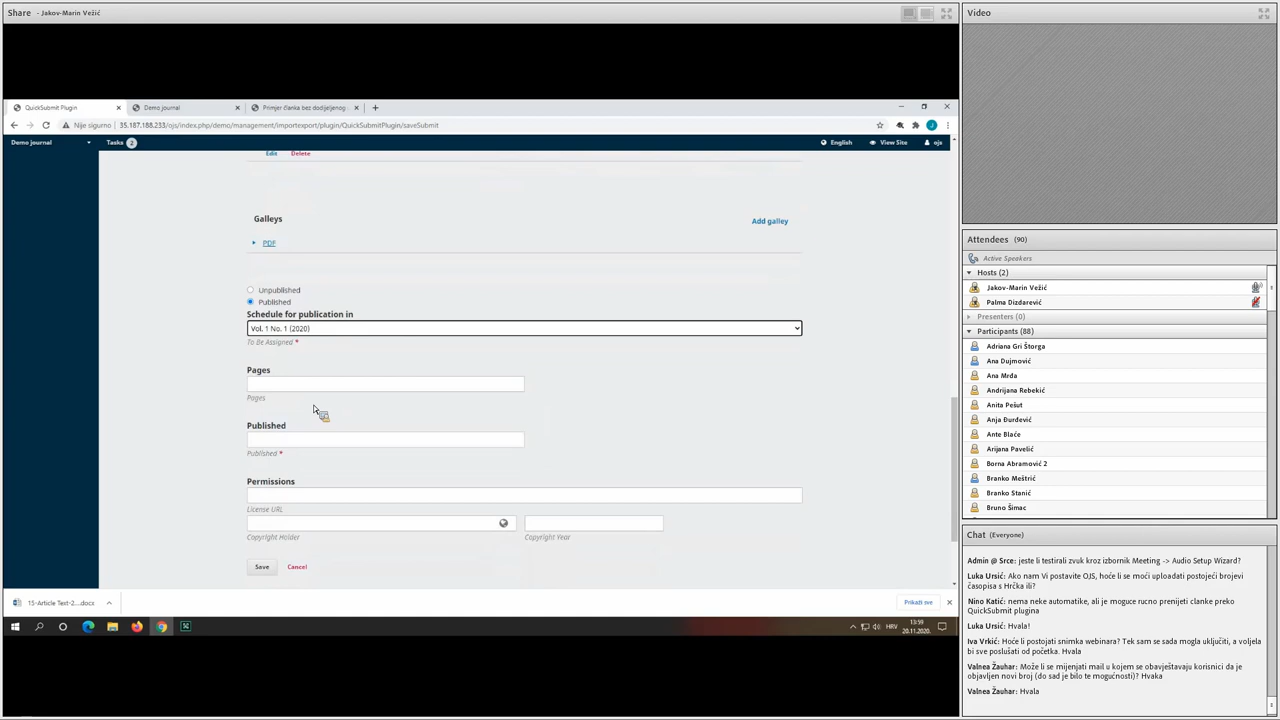 Share - Jakov-Marin Vežić
QuickSubmit Plugin
Demo journal
Primjer članka bez dodijeljenog
Nije sigurno
35.187.188.233/ojs/index.php/demo/management/importexport/plugin/QuickSubmitPlugin/saveSubmit
Demo journal
Tasks 2
English
View Site
ojs
Edit Delete
Galleys
Add galley
PDF
Unpublished
Published
Schedule for publication in
Vol. 1 No. 1 (2020)
To Be Assigned *
Pages
Pages
Published
Published *
Permissions
License URL
Copyright Holder
Copyright Year
Save Cancel
15-Article Text-2....docx
Prikaži sve
HRV
13:59
20.11.2020.
Video
Attendees (90)
Active Speakers
Hosts (2)
Jakov-Marin Vežić
Palma Dizdarević
Presenters (0)
Participants (88)
Adriana Gri Štorga
Ana Dujmović
Ana Mrđa
Andrijana Rebekić
Anita Pešut
Anja Đurđević
Ante Blaće
Arijana Pavelić
Borna Abramović 2
Branko Meštrić
Branko Stanić
Bruno Šimac
Chat (Everyone)
Admin @ Srce: jeste li testirali zvuk kroz izbornik Meeting -> Audio Setup Wizard?
Luka Ursić: Ako nam Vi postavite OJS, hoće li se moći uploadati postojeći brojevi
časopisa s Hrčka ili?
Nino Katić: nema neke automatike, ali je moguce rucno prenijeti clanke preko
QuickSubmit plugina
Luka Ursić: Hvala!
Iva Vrkić: Hoće li postojati snimka webinara? Tek sam se sada mogla uključiti, a voljela
bi sve poslušati od početka. Hvala
Valnea Žauhar: Može li se mijenjati mail u kojem se obavještavaju korisnici da je
objavljen novi broj (do sad je bilo te mogućnosti)? Hvaka
Valnea Žauhar: Hvala